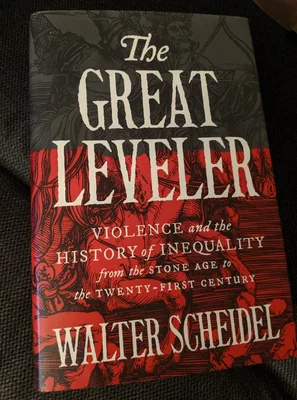 The
GREAT
LEVELER
VIOLENCE and the
HISTORY of INEQUALITY
from the STONE AGE to
the TWENTY-FIRST CENTURY
WALTER SCHEIDEL